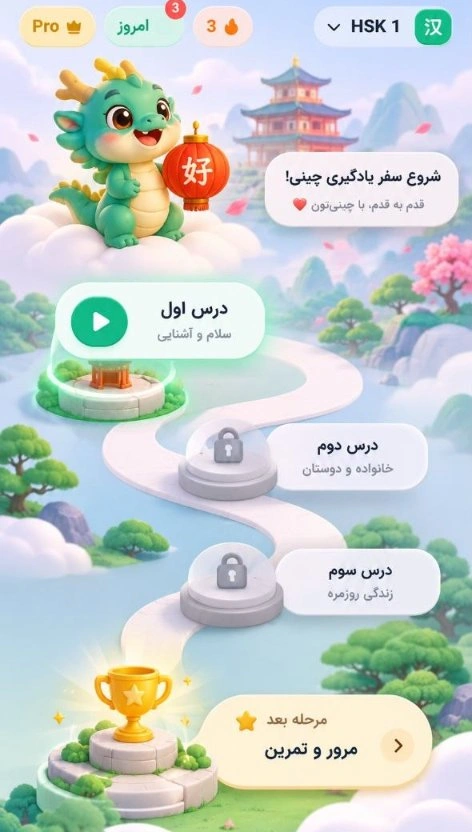 Pro
امروز
3
3
HSK 1
汉
好
شروع سفر یادگیری چینی!
قدم به قدم، با چینی‌تون
درس اول
سلام و آشنایی
درس دوم
خانواده و دوستان
درس سوم
زندگی روزمره
مرحله بعد
مرور و تمرین